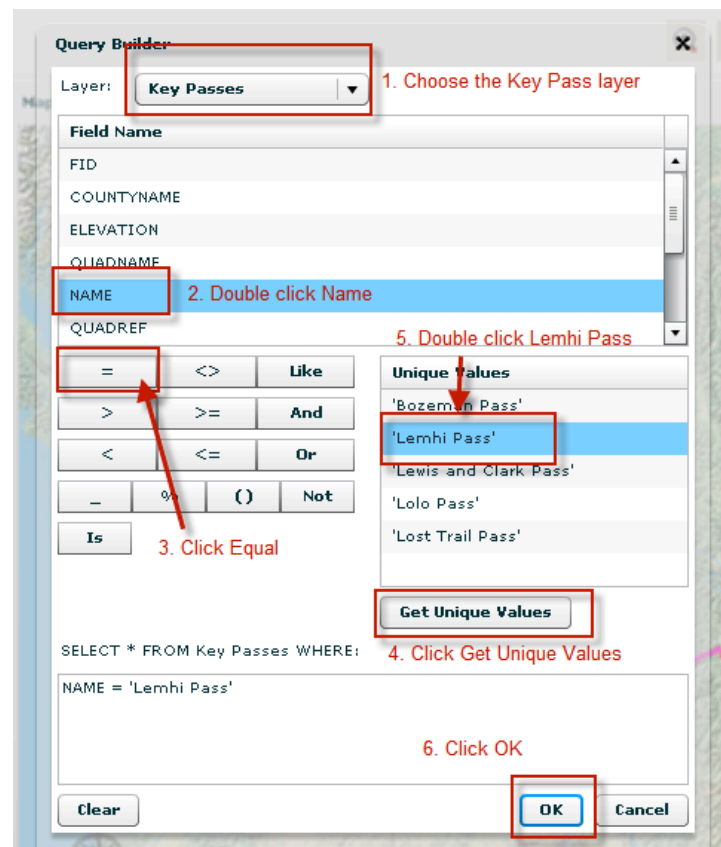 Query Builder
Layer: Key Passes 1. Choose the Key Pass layer
Map
Field Name
FID
COUNTYNAME
ELEVATION
QUADNAME
NAME 2. Double click Name
QUADREF
5. Double click Lemhi Pass
= <> Like
> >= And
< <= Or
_ % () Not
Is
3. Click Equal
Unique Values
'Bozeman Pass'
'Lemhi Pass'
'Lewis and Clark Pass'
'Lolo Pass'
'Lost Trail Pass'
Get Unique Values
4. Click Get Unique Values
SELECT * FROM Key Passes WHERE:
NAME = 'Lemhi Pass'
6. Click OK
Clear OK Cancel